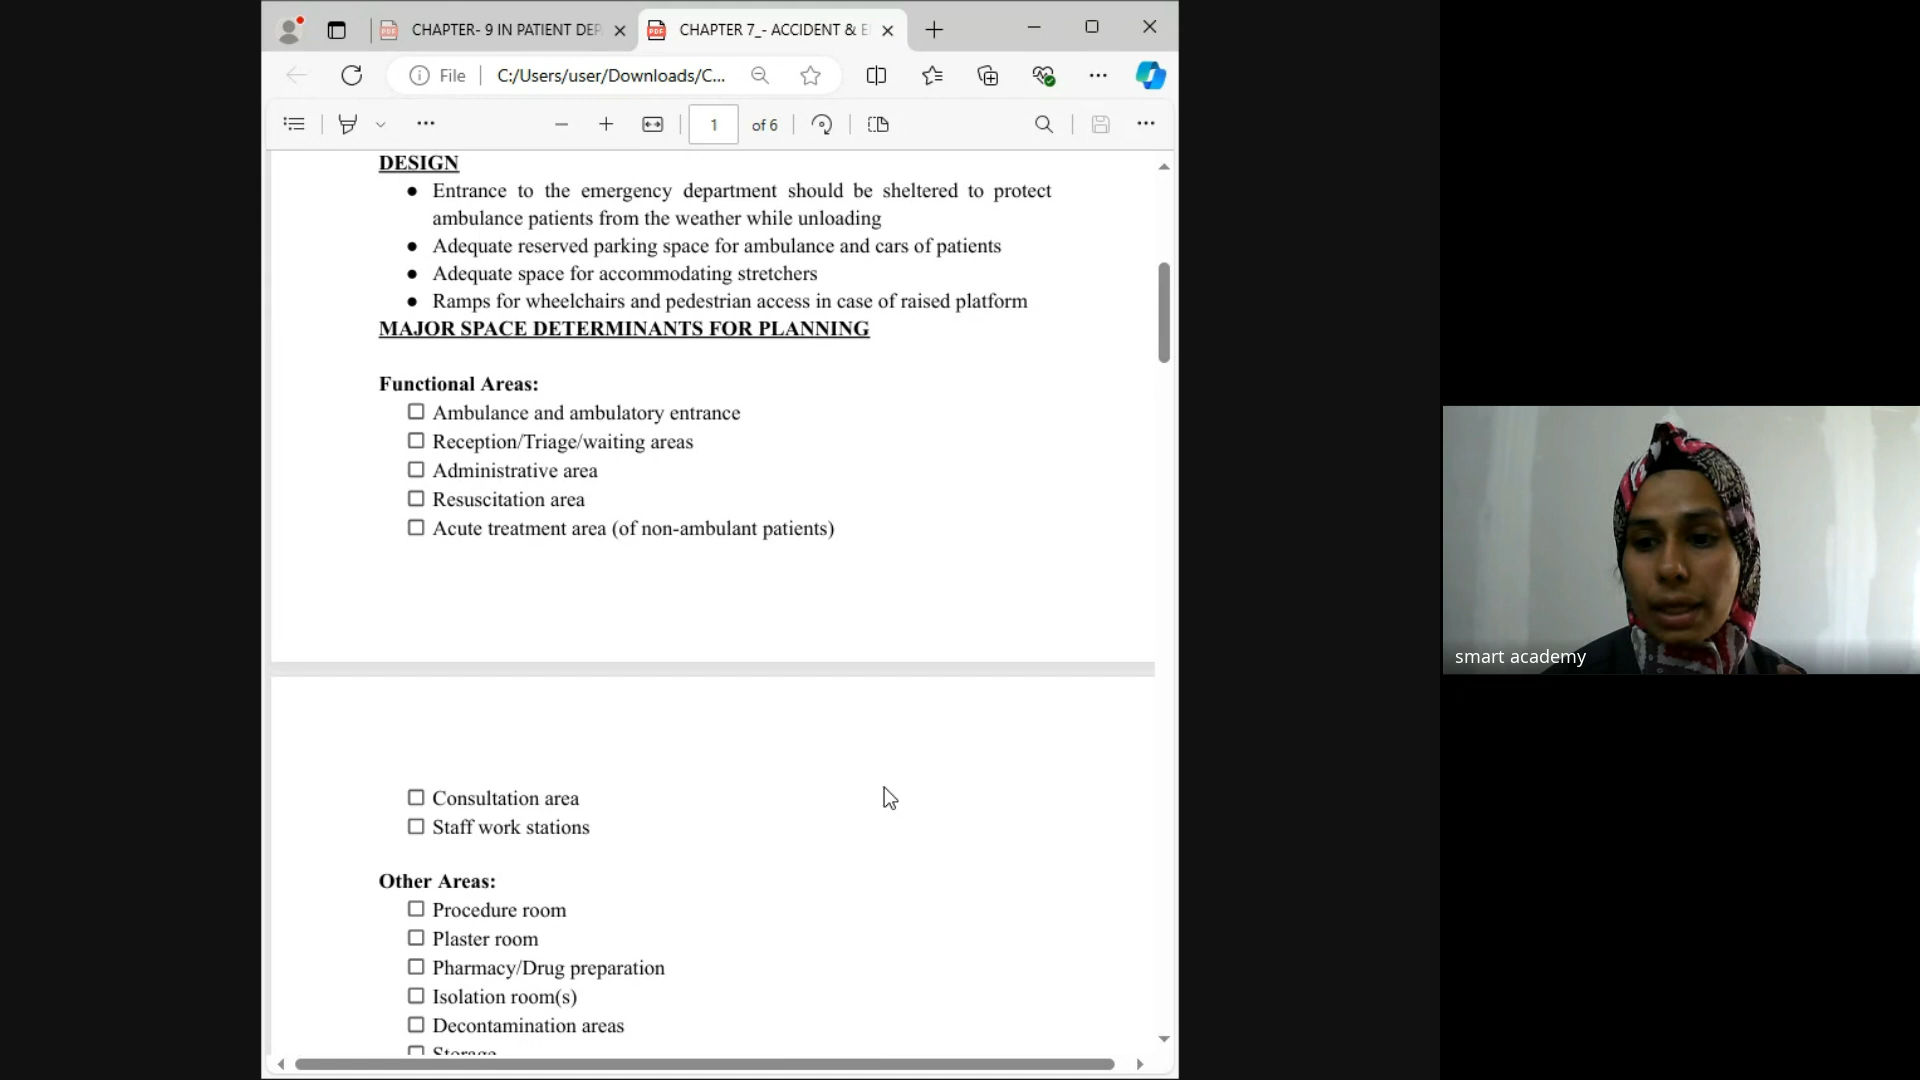 CHAPTER- 9 IN PATIENT DEP
CHAPTER 7_- ACCIDENT & E
File
C:/Users/user/Downloads/C...
1 of 6
DESIGN
● Entrance to the emergency department should be sheltered to protect
ambulance patients from the weather while unloading
● Adequate reserved parking space for ambulance and cars of patients
● Adequate space for accommodating stretchers
● Ramps for wheelchairs and pedestrian access in case of raised platform
MAJOR SPACE DETERMINANTS FOR PLANNING
Functional Areas:
☐ Ambulance and ambulatory entrance
☐ Reception/Triage/waiting areas
☐ Administrative area
☐ Resuscitation area
☐ Acute treatment area (of non-ambulant patients)
☐ Consultation area
☐ Staff work stations
Other Areas:
☐ Procedure room
☐ Plaster room
☐ Pharmacy/Drug preparation
☐ Isolation room(s)
☐ Decontamination areas
☐ Storage
smart academy